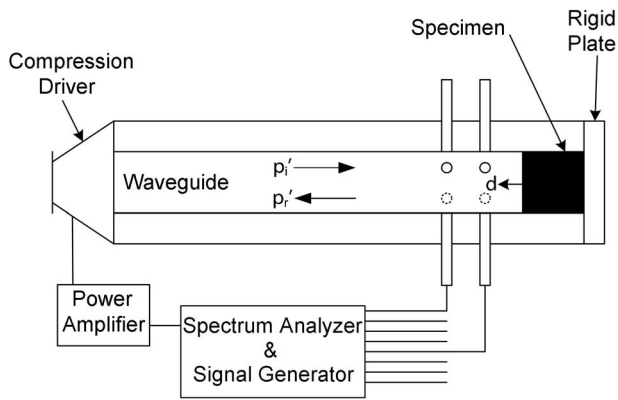 Rigid
Plate
Specimen
Compression
Driver
Waveguide
pᵢ′
pᵣ′
d
Power
Amplifier
Spectrum Analyzer
&
Signal Generator